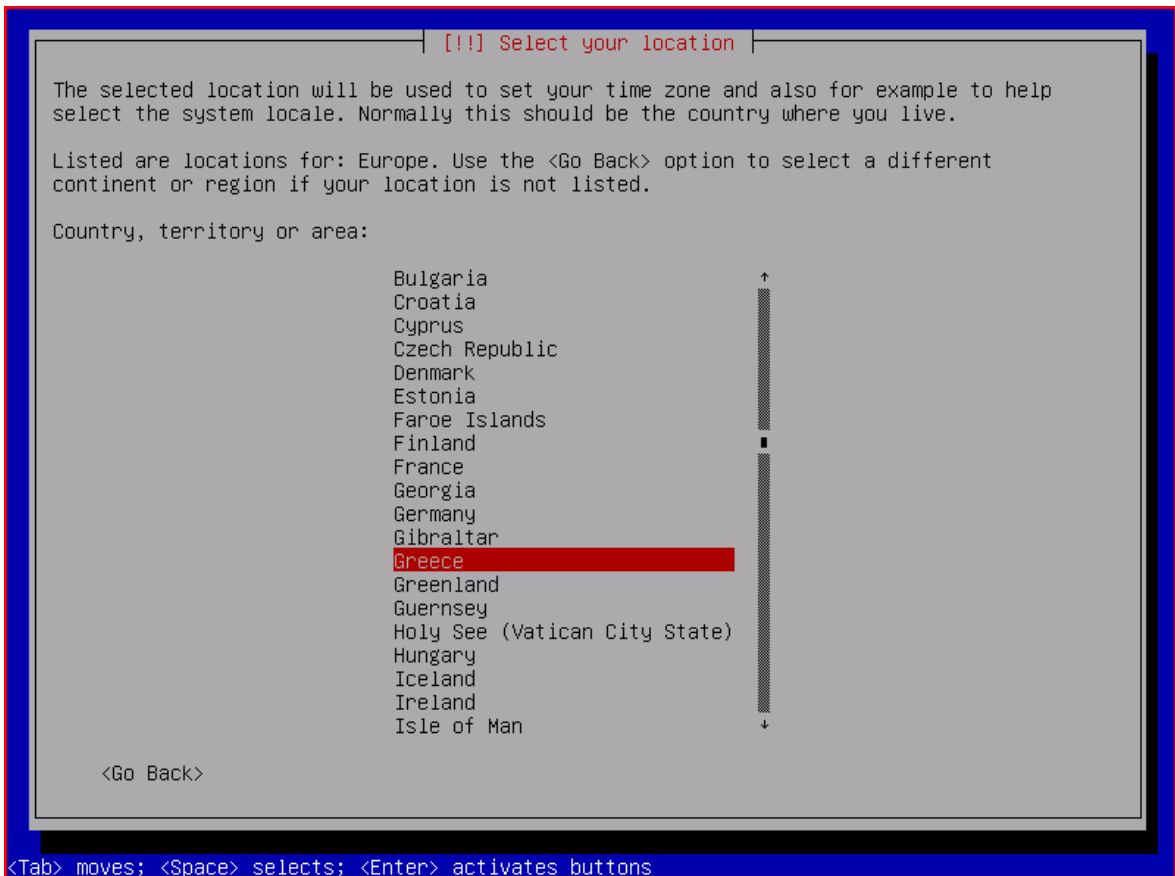 [!!] Select your location
The selected location will be used to set your time zone and also for example to help
select the system locale. Normally this should be the country where you live.
Listed are locations for: Europe. Use the <Go Back> option to select a different
continent or region if your location is not listed.
Country, territory or area:
Bulgaria
Croatia
Cyprus
Czech Republic
Denmark
Estonia
Faroe Islands
Finland
France
Georgia
Germany
Gibraltar
Greece
Greenland
Guernsey
Holy See (Vatican City State)
Hungary
Iceland
Ireland
Isle of Man
<Go Back>
<Tab> moves; <Space> selects; <Enter> activates buttons